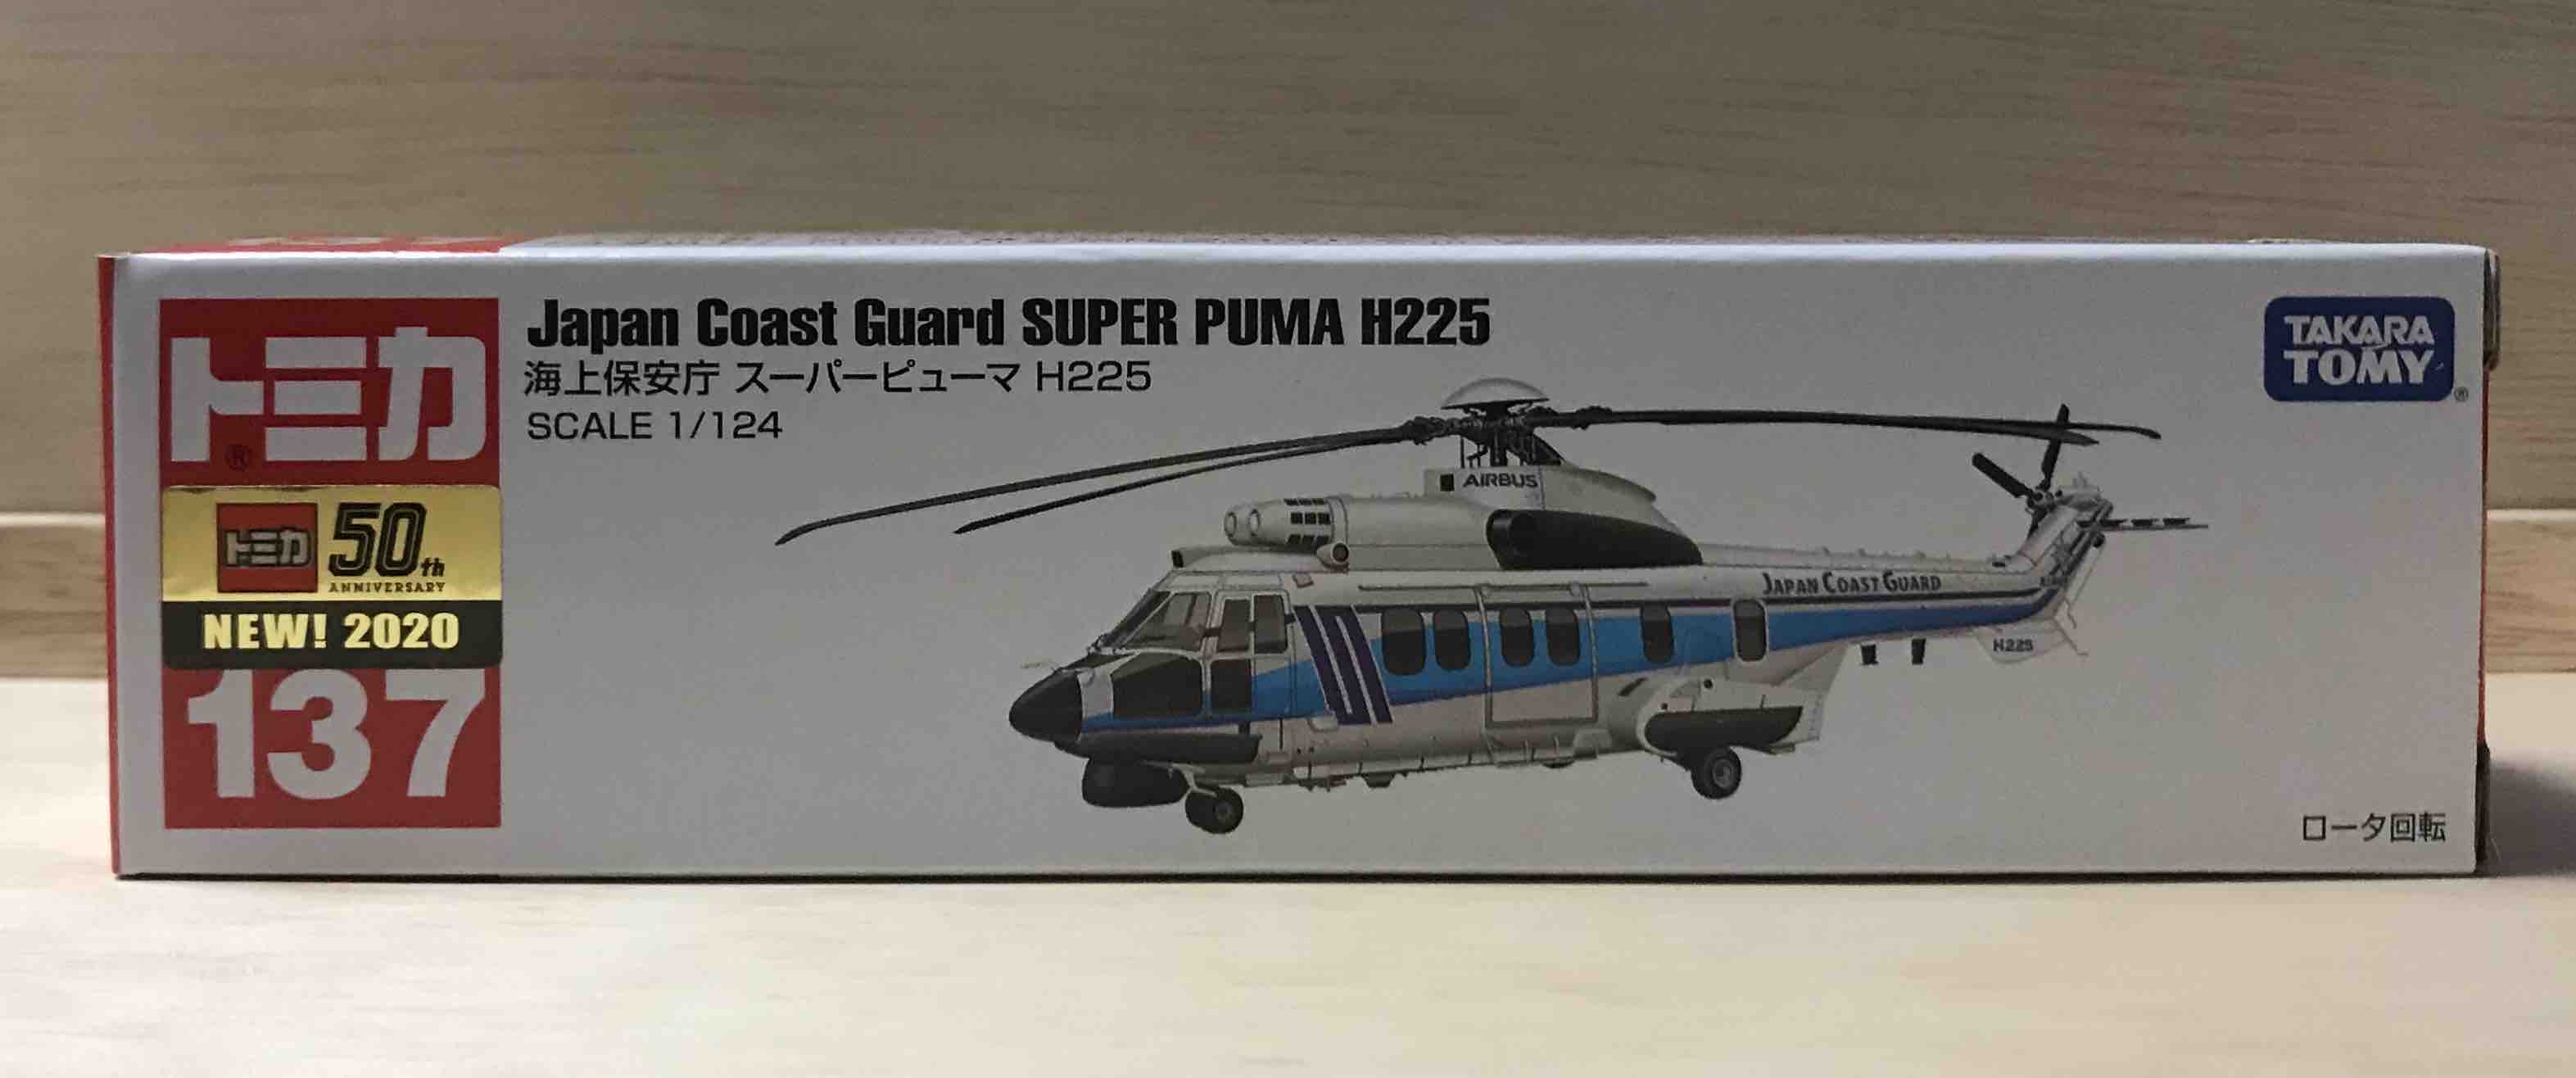 トミカ
®
トミカ 50th
ANNIVERSARY
NEW! 2020
137
Japan Coast Guard SUPER PUMA H225
海上保安庁 スーパーピューマ H225
SCALE 1/124
AIRBUS
JAPAN COAST GUARD
H225
TAKARA
TOMY
®
ロータ回転